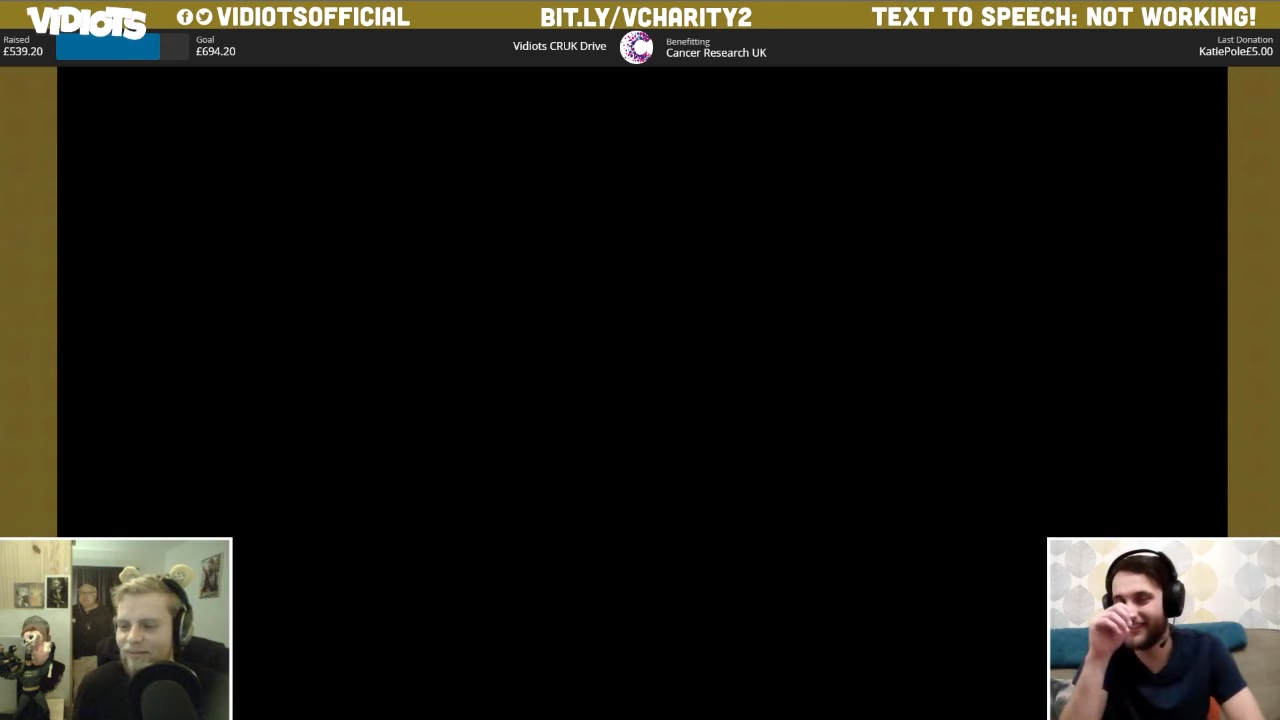 VIDIOTS
VIDIOTSOFFICIAL
BIT.LY/VCHARITY2
TEXT TO SPEECH: NOT WORKING!
Raised
£539.20
Goal
£694.20
Vidiots CRUK Drive
Benefitting
Cancer Research UK
Last Donation
KatiePole£5.00